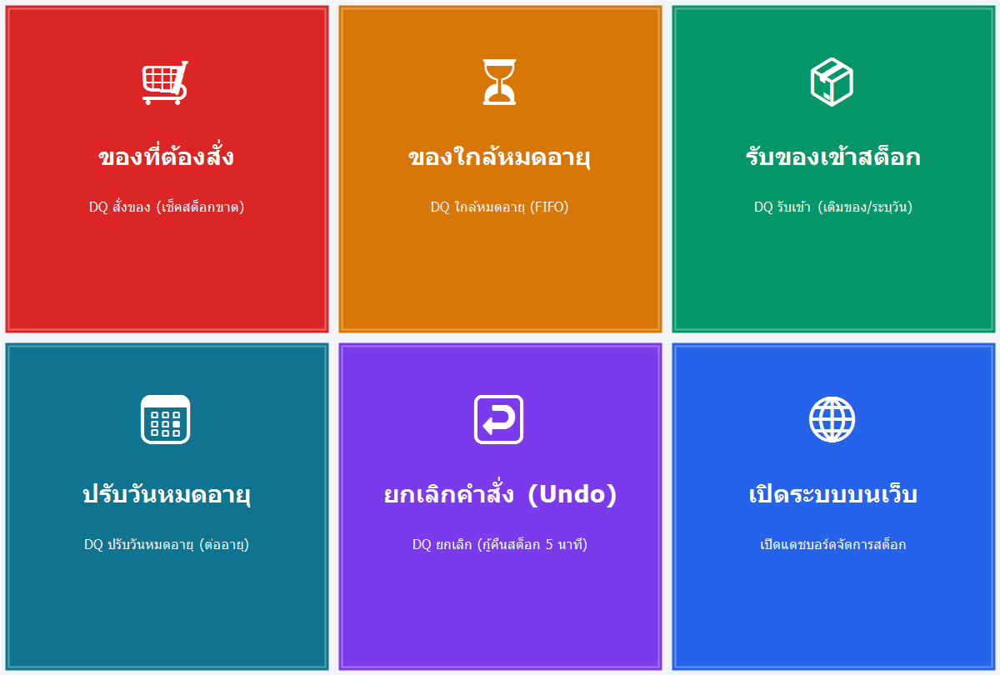 ของที่ต้องสั่ง
DQ สั่งของ (เช็คสต็อกขาด)
ของใกล้หมดอายุ
DQ ใกล้หมดอายุ (FIFO)
รับของเข้าสต็อก
DQ รับเข้า (เติมของ/ระบุวัน)
ปรับวันหมดอายุ
DQ ปรับวันหมดอายุ (ต่ออายุ)
ยกเลิกคำสั่ง (Undo)
DQ ยกเลิก (กู้คืนสต็อก 5 นาที)
เปิดระบบบนเว็บ
เปิดแดชบอร์ดจัดการสต็อก